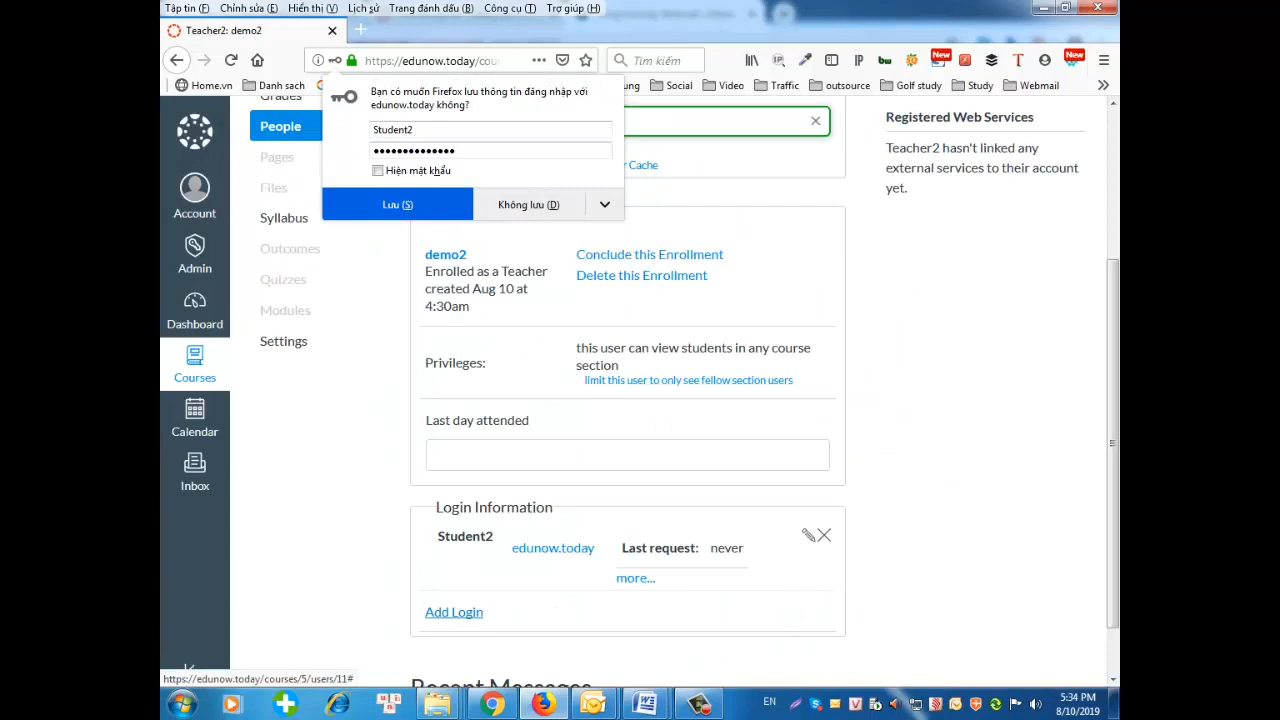 Tập tin (F) Chỉnh sửa (E) Hiển thị (V) Lịch sử Trang đánh dấu (B) Công cụ (T) Trợ giúp (H)
Teacher2: demo2
https://edunow.today/cou
Tìm kiếm
New
New
Home.vn Danh sach ung Social Video Traffic outsource Golf study Study Webmail
Bạn có muốn Firefox lưu thông tin đăng nhập với
edunow.today không?
Student2
••••••••••••••
Hiện mật khẩu
Lưu (S) Không lưu (D)
Grades
People
Pages
Files
Syllabus
Outcomes
Quizzes
Modules
Settings
Account
Admin
Dashboard
Courses
Calendar
Inbox
r Cache
Registered Web Services
Teacher2 hasn't linked any
external services to their account
yet.
demo2
Enrolled as a Teacher
created Aug 10 at
4:30am
Conclude this Enrollment
Delete this Enrollment
Privileges:
this user can view students in any course
section
limit this user to only see fellow section users
Last day attended
Login Information
Student2
edunow.today
Last request: never
more...
Add Login
Recent Messages
https://edunow.today/courses/5/users/11#
EN
5:34 PM
8/10/2019